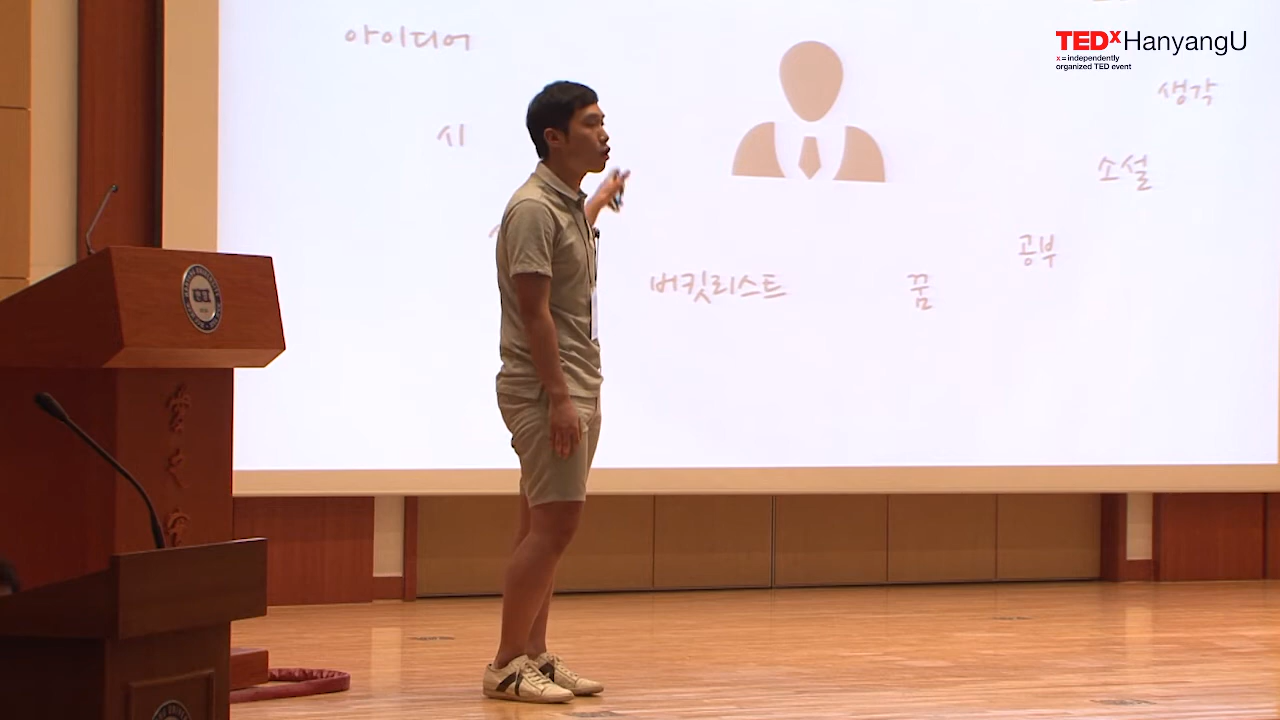 TEDxHanyangU
x = independently
organized TED event
아이디어
생각
시
소설
공부
버킷리스트
꿈